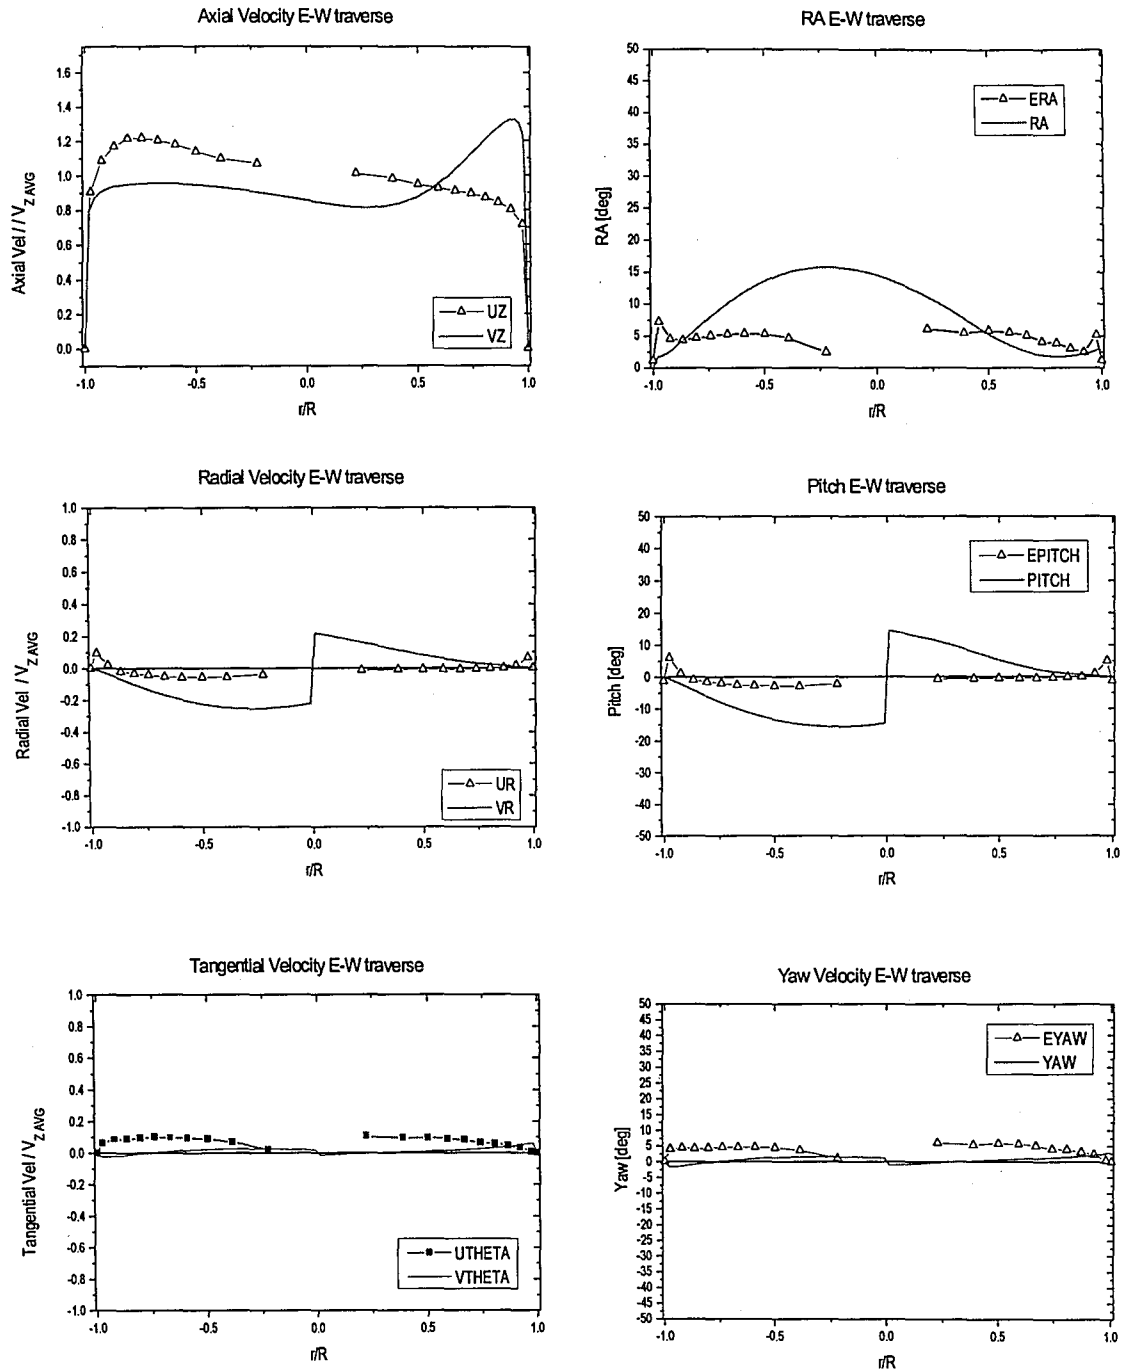 Axial Velocity E-W traverse
Axial Vel // V Z AVG
1.6
1.4
1.2
1.0
0.8
0.6
0.4
0.2
0.0
UZ
VZ
-1.0 -0.5 0.0 0.5 1.0
r/R
RA E-W traverse
RA [deg]
50
45
40
35
30
25
20
15
10
5
0
ERA
RA
-1.0 -0.5 0.0 0.5 1.0
r/R
Radial Velocity E-W traverse
Radial Vel / V Z AVG
1.0
0.8
0.6
0.4
0.2
0.0
-0.2
-0.4
-0.6
-0.8
-1.0
UR
VR
-1.0 -0.5 0.0 0.5 1.0
r/R
Pitch E-W traverse
Pitch [deg]
50
40
30
20
10
0
-10
-20
-30
-40
-50
EPITCH
PITCH
-1.0 -0.5 0.0 0.5 1.0
r/R
Tangential Velocity E-W traverse
Tangential Vel / V Z AVG
1.0
0.8
0.6
0.4
0.2
0.0
-0.2
-0.4
-0.6
-0.8
-1.0
UTHETA
VTHETA
-1.0 -0.5 0.0 0.5 1.0
r/R
Yaw Velocity E-W traverse
Yaw [deg]
50
45
40
35
30
25
20
15
10
5
0
-5
-10
-15
-20
-25
-30
-35
-40
-45
-50
EYAW
YAW
-1.0 -0.5 0.0 0.5 1.0
r/R